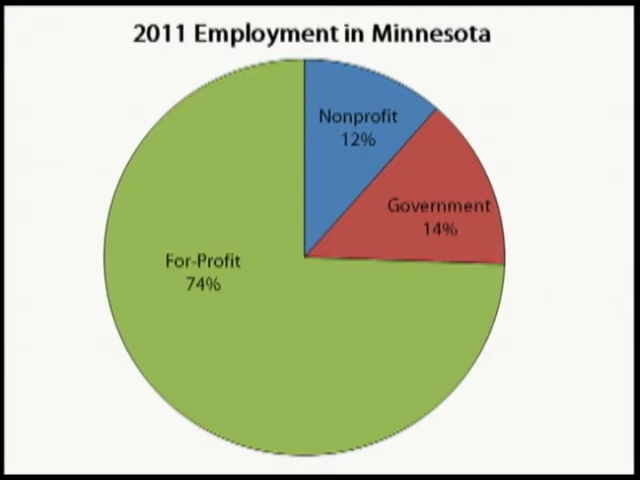 2011 Employment in Minnesota
Nonprofit
12%
Government
14%
For-Profit
74%